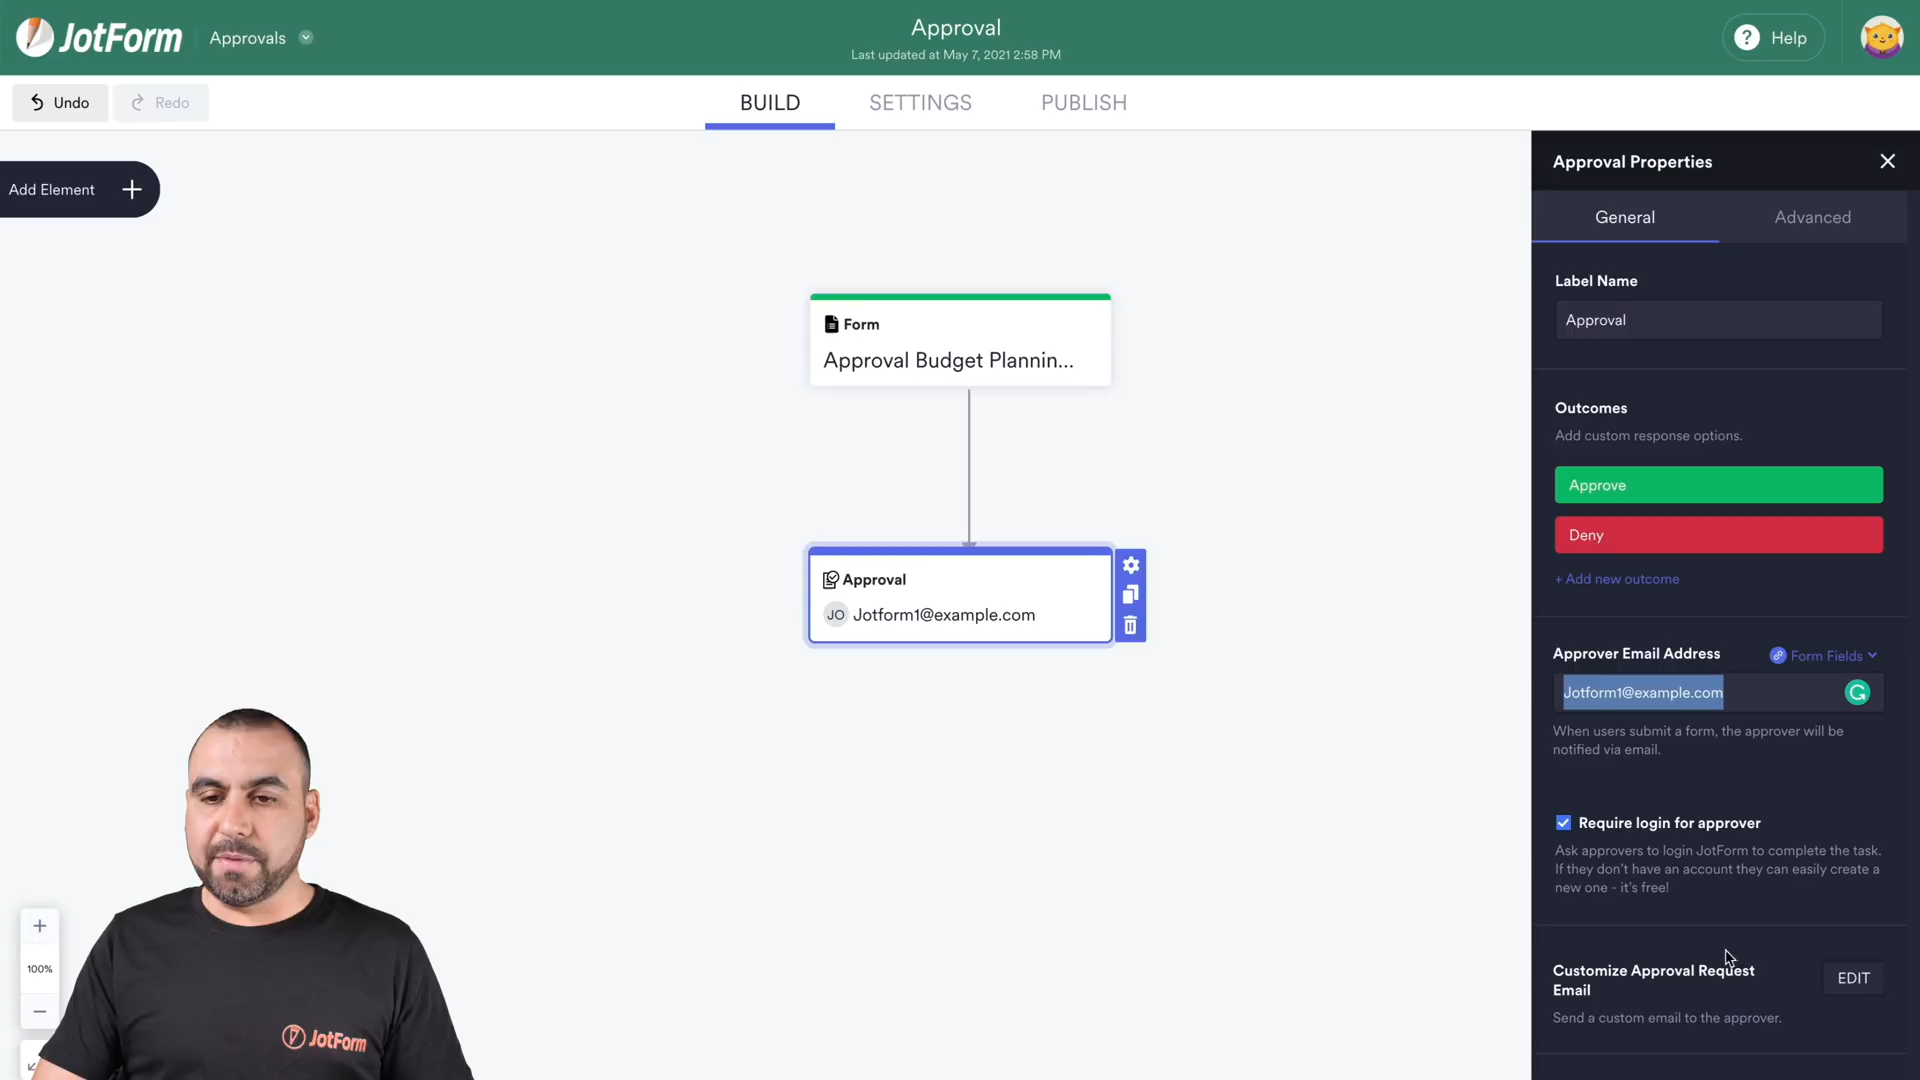 JotForm
Approvals
Approval
Last updated at May 7, 2021 2:58 PM
? Help
Undo
Redo
BUILD
SETTINGS
PUBLISH
Add Element +
Approval Properties
General
Advanced
Label Name
Approval
Outcomes
Add custom response options.
Approve
Deny
+ Add new outcome
Approver Email Address
Form Fields
Jotform1@example.com
When users submit a form, the approver will be
notified via email.
Require login for approver
Ask approvers to login JotForm to complete the task.
If they don't have an account they can easily create a
new one - it's free!
Customize Approval Request
Email
EDIT
Send a custom email to the approver.
Form
Approval Budget Plannin...
Approval
JO Jotform1@example.com
+
100%
−
JotForm